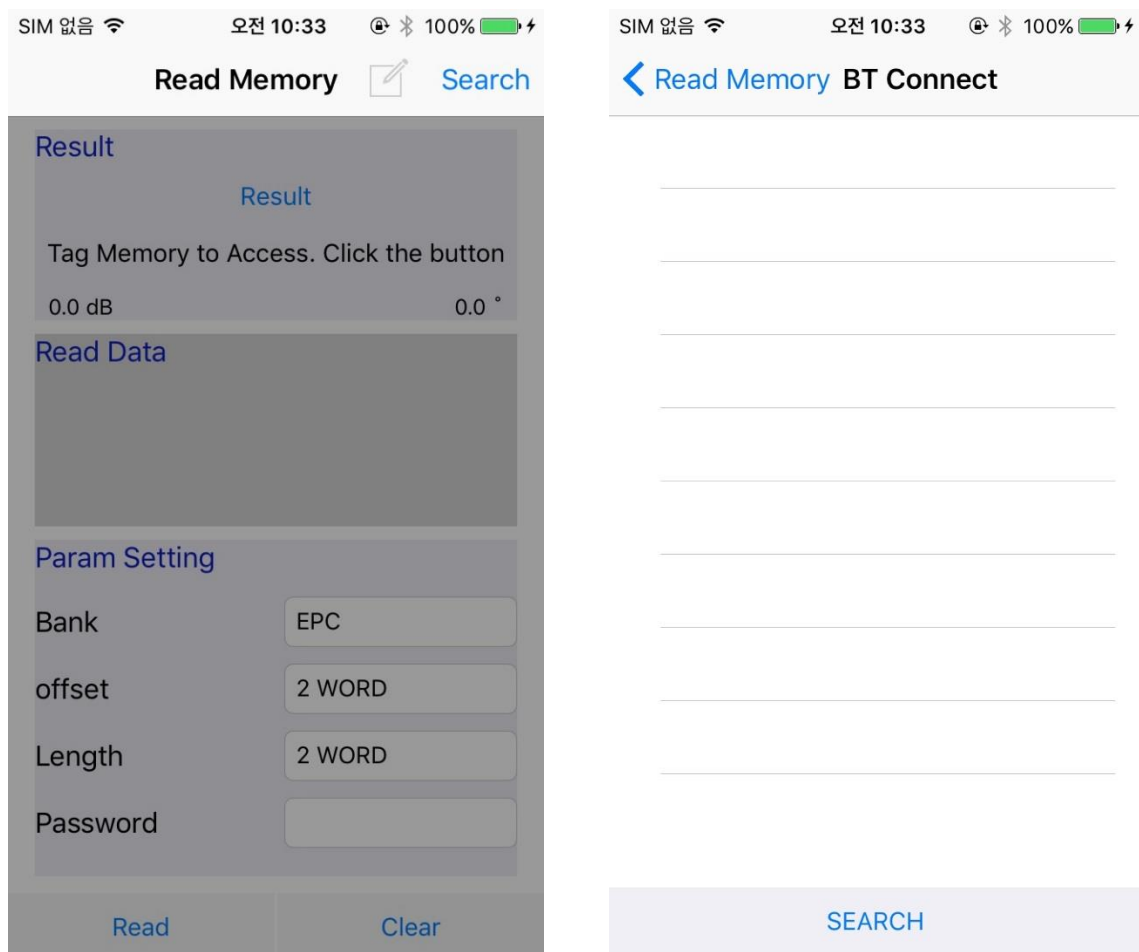 SIM 없음 오전 10:33 100%
Read Memory Search
Result
Result
Tag Memory to Access. Click the button
0.0 dB 0.0 °
Read Data
Param Setting
Bank EPC
offset 2 WORD
Length 2 WORD
Password
Read Clear
SIM 없음 오전 10:33 100%
Read Memory BT Connect
SEARCH